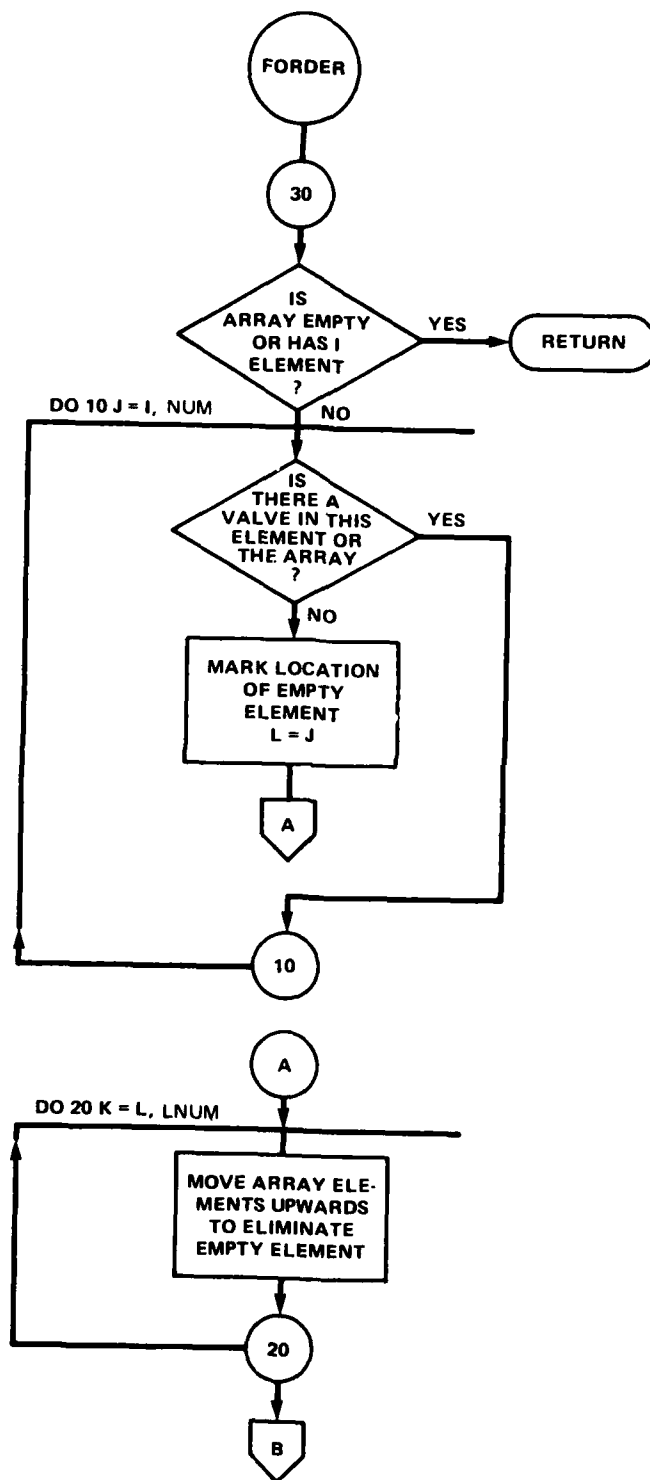 FORDER
30
IS
ARRAY EMPTY
OR HAS I
ELEMENT
?
YES
RETURN
NO
DO 10 J = I, NUM
IS
THERE A
VALVE IN THIS
ELEMENT OR
THE ARRAY
?
YES
NO
MARK LOCATION
OF EMPTY
ELEMENT
L = J
A
10
A
DO 20 K = L, LNUM
MOVE ARRAY ELE-
MENTS UPWARDS
TO ELIMINATE
EMPTY ELEMENT
20
B